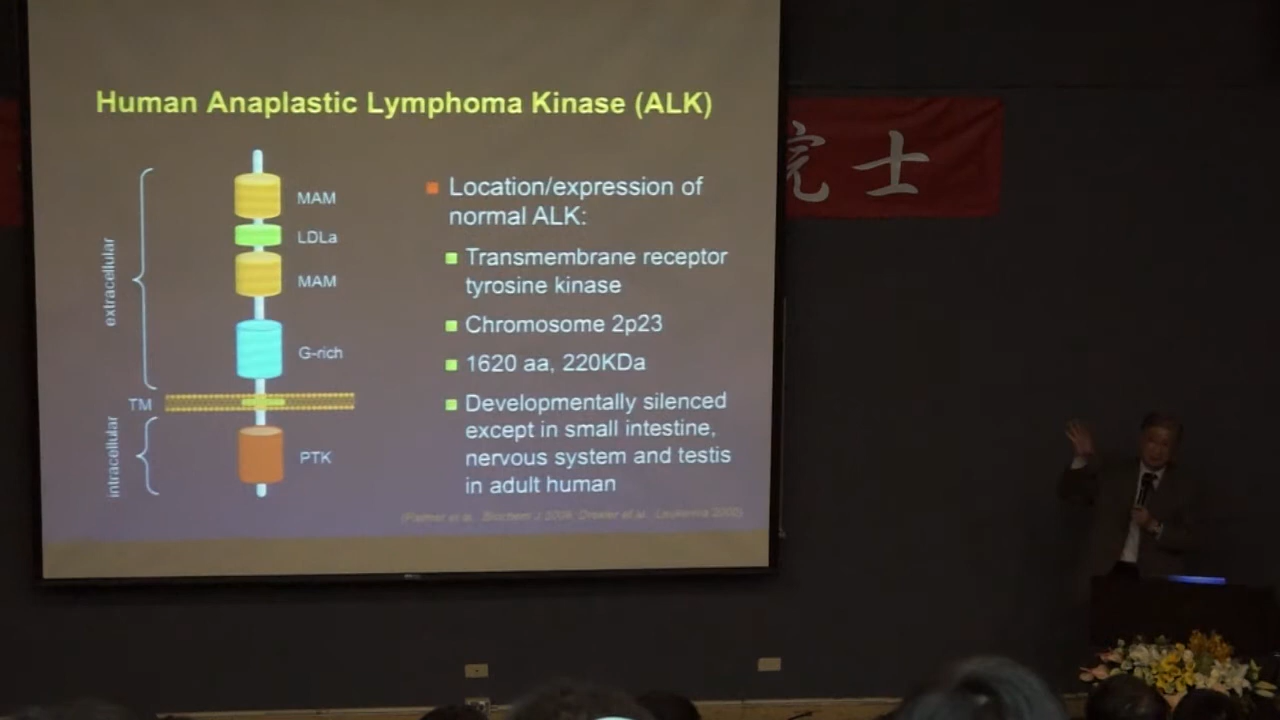 Human Anaplastic Lymphoma Kinase (ALK)
院士
extracellular
MAM
LDLa
MAM
G-rich
TM
intracellular
PTK
Location/expression of
normal ALK:
Transmembrane receptor
tyrosine kinase
Chromosome 2p23
1620 aa, 220KDa
Developmentally silenced
except in small intestine,
nervous system and testis
in adult human